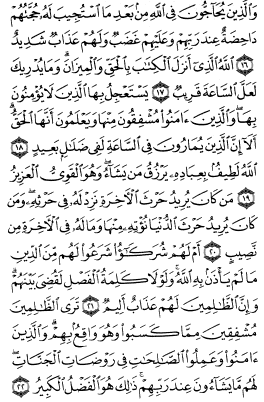 وَالَّذِينَ يُحَاجُّونَ فِي اللَّهِ مِن بَعْدِ مَا اسْتُجِيبَ لَهُ حُجَّتُهُمْ
دَاحِضَةٌ عِندَ رَبِّهِمْ وَعَلَيْهِمْ غَضَبٌ وَلَهُمْ عَذَابٌ شَدِيدٌ
﴿١٦﴾ اللَّهُ الَّذِي أَنزَلَ الْكِتَابَ بِالْحَقِّ وَالْمِيزَانَ وَمَا يُدْرِيكَ
لَعَلَّ السَّاعَةَ قَرِيبٌ ﴿١٧﴾ يَسْتَعْجِلُ بِهَا الَّذِينَ لَا يُؤْمِنُونَ
بِهَا وَالَّذِينَ ءَامَنُوا مُشْفِقُونَ مِنْهَا وَيَعْلَمُونَ أَنَّهَا الْحَقُّ
أَلَا إِنَّ الَّذِينَ يُمَارُونَ فِي السَّاعَةِ لَفِي ضَلَالٍ بَعِيدٍ ﴿١٨﴾
اللَّهُ لَطِيفٌ بِعِبَادِهِ يَرْزُقُ مَن يَشَاءُ وَهُوَ الْقَوِيُّ الْعَزِيزُ
﴿١٩﴾ مَن كَانَ يُرِيدُ حَرْثَ الْآخِرَةِ نَزِدْ لَهُ فِي حَرْثِهِ وَمَن
كَانَ يُرِيدُ حَرْثَ الدُّنْيَا نُؤْتِهِ مِنْهَا وَمَا لَهُ فِي الْآخِرَةِ مِن
نَّصِيبٍ ﴿٢٠﴾ أَمْ لَهُمْ شُرَكَاءُ شَرَعُوا لَهُم مِّنَ الدِّينِ
مَا لَمْ يَأْذَن بِهِ اللَّهُ وَلَوْلَا كَلِمَةُ الْفَصْلِ لَقُضِيَ بَيْنَهُمْ
وَإِنَّ الظَّالِمِينَ لَهُمْ عَذَابٌ أَلِيمٌ ﴿٢١﴾ تَرَى الظَّالِمِينَ
مُشْفِقِينَ مِمَّا كَسَبُوا وَهُوَ وَاقِعٌ بِهِمْ وَالَّذِينَ
ءَامَنُوا وَعَمِلُوا الصَّالِحَاتِ فِي رَوْضَاتِ الْجَنَّاتِ
لَهُم مَّا يَشَاءُونَ عِندَ رَبِّهِمْ ذَٰلِكَ هُوَ الْفَضْلُ الْكَبِيرُ ﴿٢٢﴾